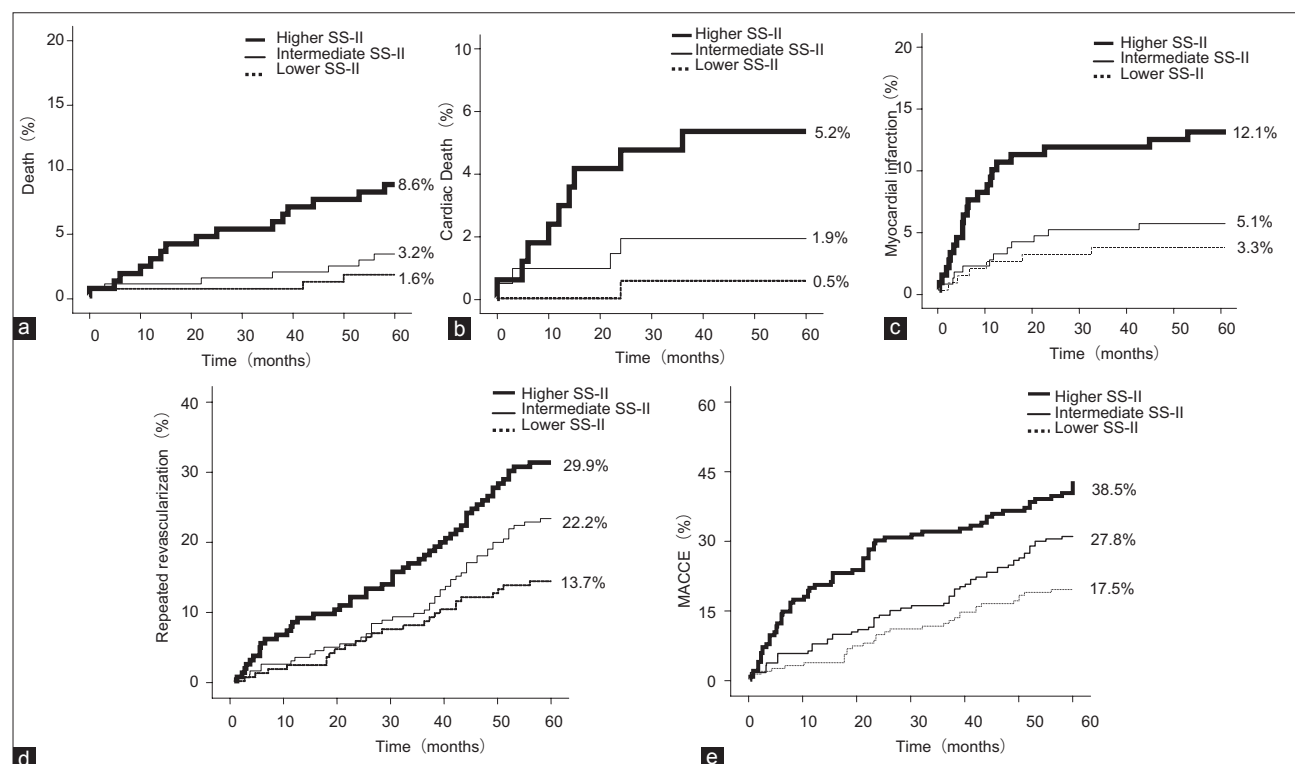 Higher SS-II
Intermediate SS-II
Lower SS-II
20
15
10
5
0
Death (%)
8.6%
3.2%
1.6%
0 10 20 30 40 50 60
Time (months)
a
Higher SS-II
Intermediate SS-II
Lower SS-II
10
8
6
4
2
0
Cardiac Death (%)
5.2%
1.9%
0.5%
0 10 20 30 40 50 60
Time (months)
b
Higher SS-II
Intermediate SS-II
Lower SS-II
20
15
10
5
0
Myocardial infarction (%)
12.1%
5.1%
3.3%
0 10 20 30 40 50 60
Time (months)
c
Higher SS-II
Intermediate SS-II
Lower SS-II
40
30
20
10
0
Repeated revascularization (%)
29.9%
22.2%
13.7%
0 10 20 30 40 50 60
Time (months)
d
Higher SS-II
Intermediate SS-II
Lower SS-II
60
45
30
15
0
MACCE (%)
38.5%
27.8%
17.5%
0 10 20 30 40 50 60
Time (months)
e